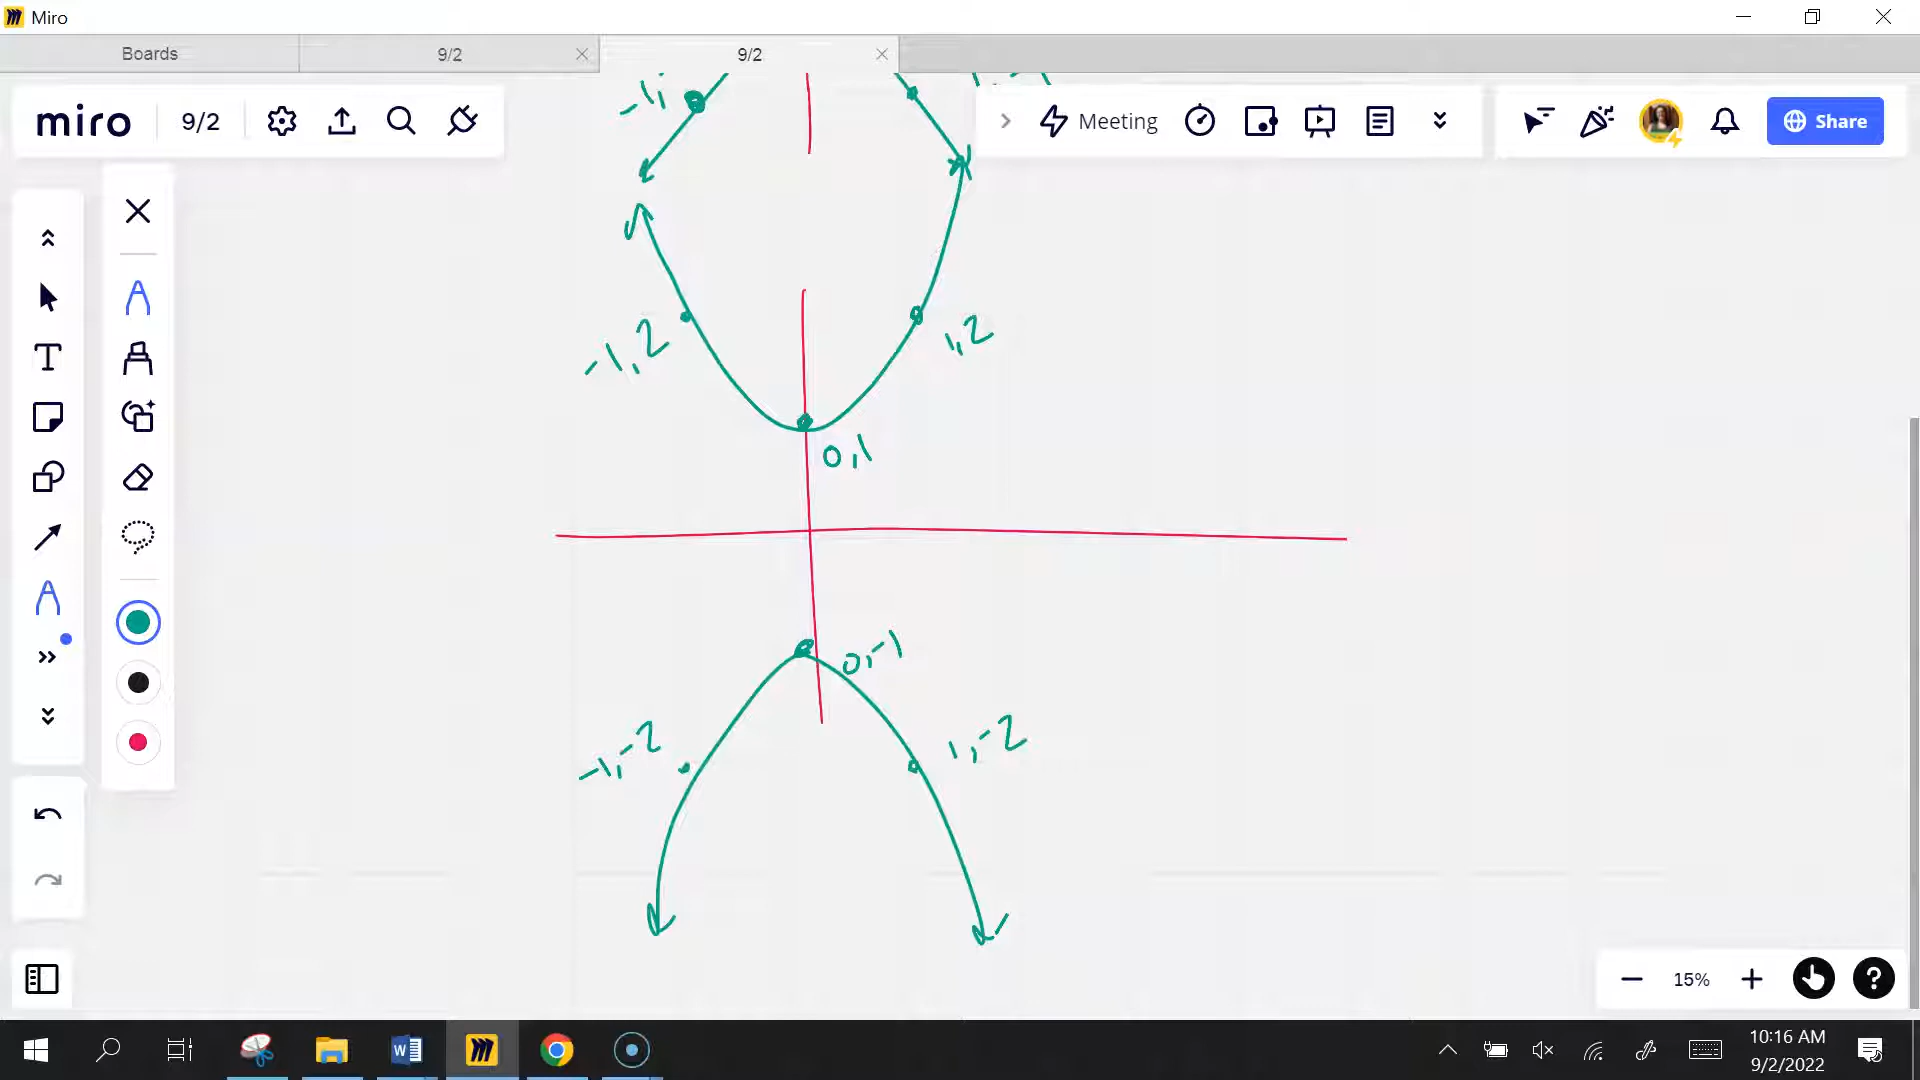 Miro
Boards
9/2
9/2
miro
9/2
Meeting
Share
-1,
-1,2
1,2
0,1
0,-1
-1,-2
1,-2
15%
10:16 AM
9/2/2022